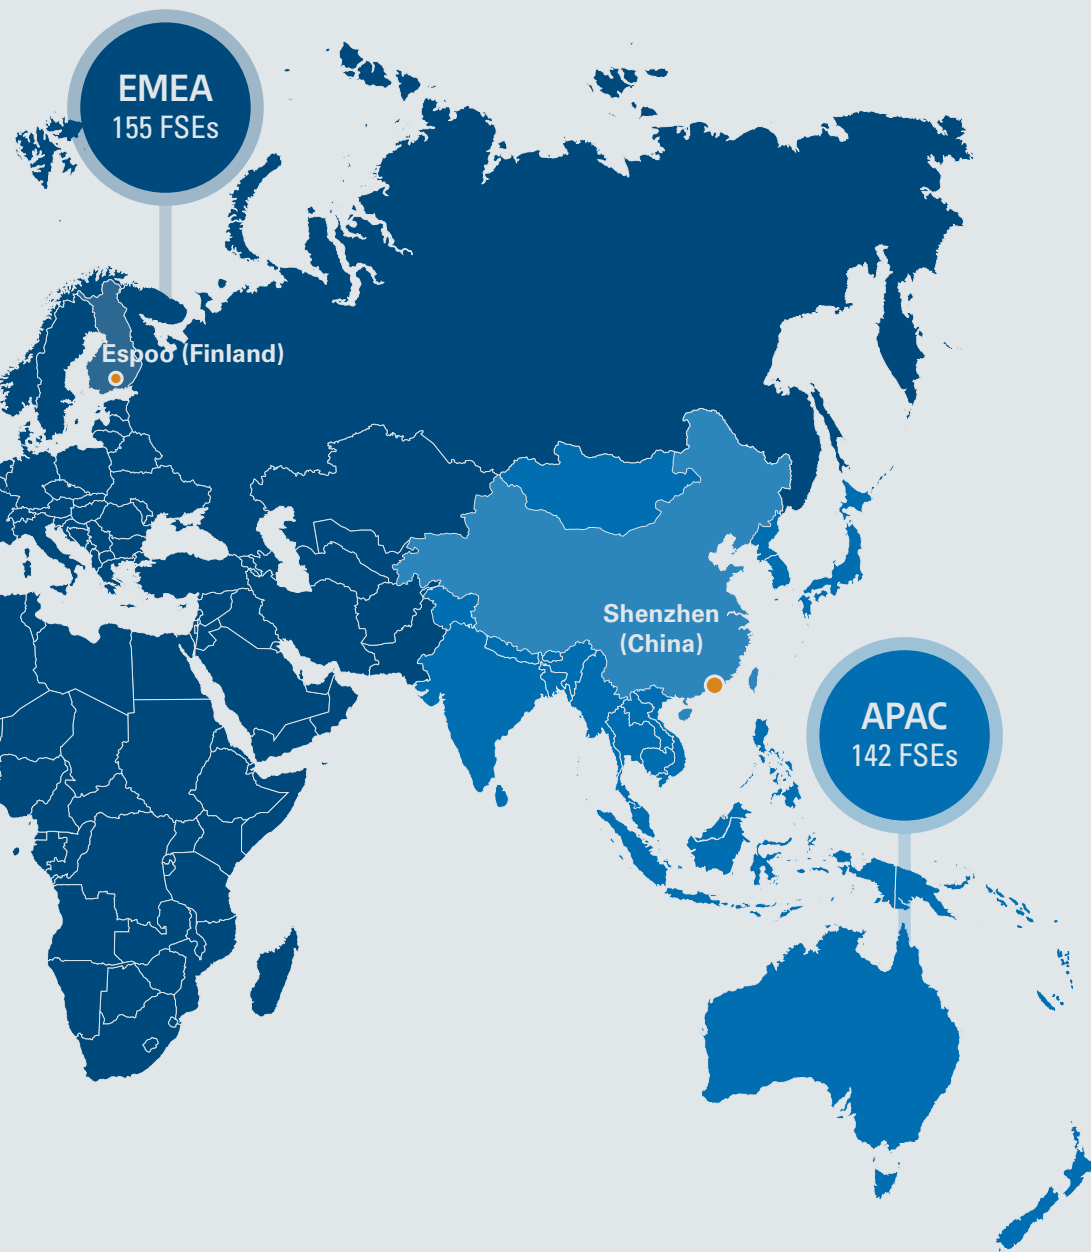 EMEA
155 FSEs
Espoo (Finland)
Shenzhen
(China)
APAC
142 FSEs